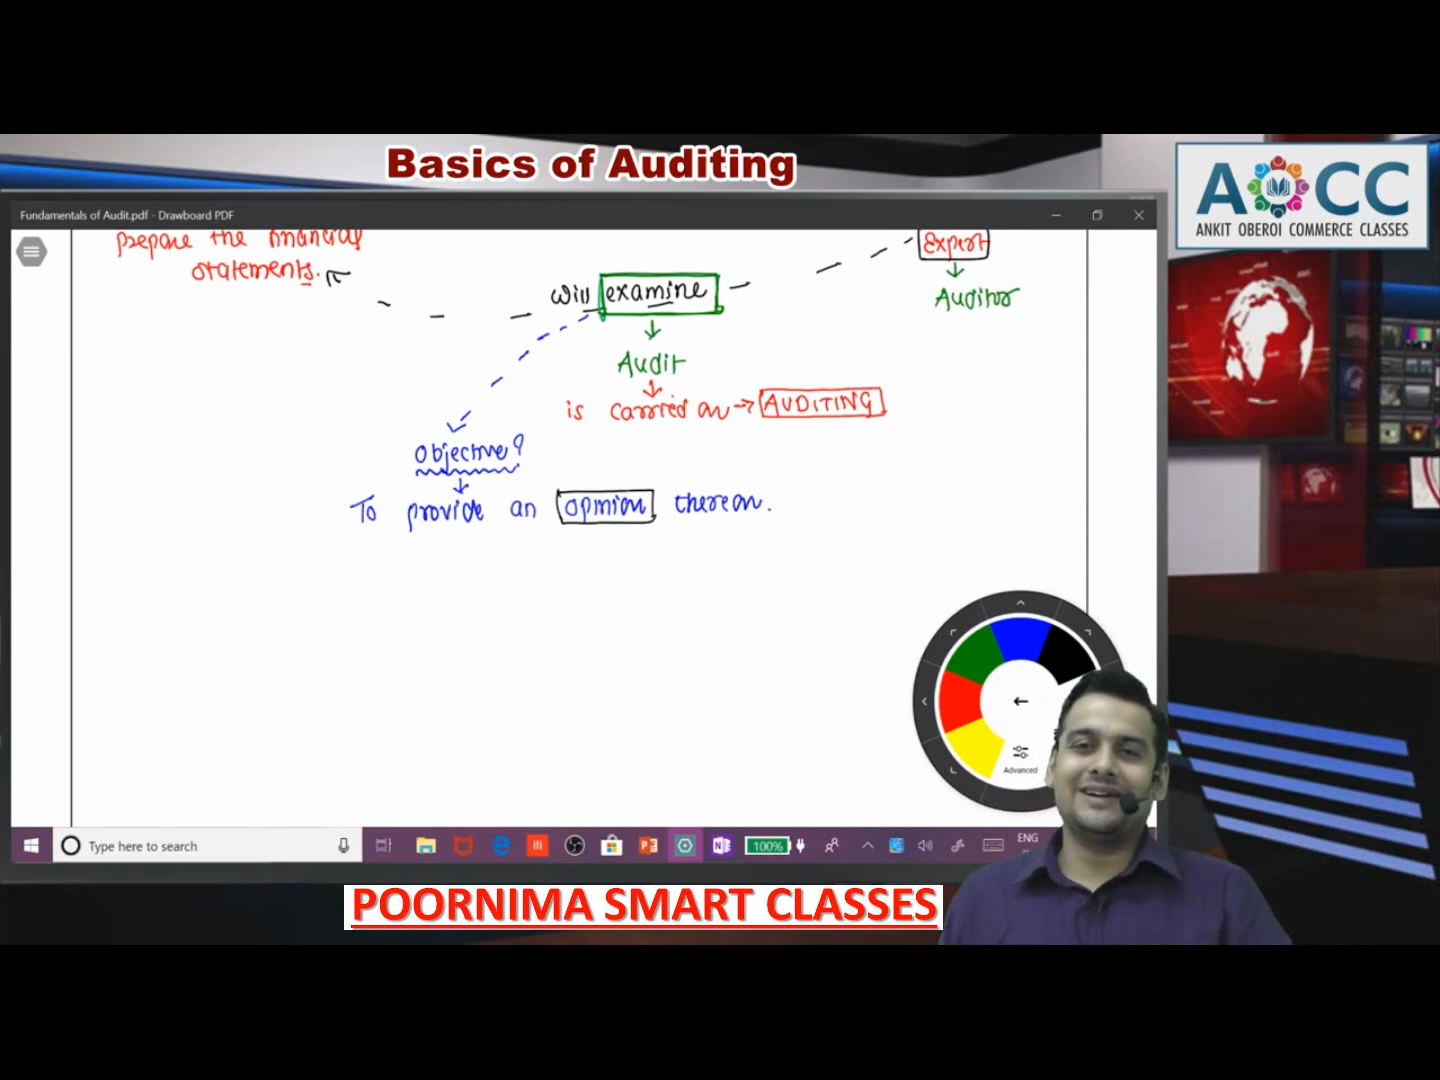 Basics of Auditing
AOCC
ANKIT OBEROI COMMERCE CLASSES
Fundamentals of Audit.pdf - Drawboard PDF
prepare the financial
statements.
Expert
Auditor
will examine
Audit
is carried on → AUDITING
Objective?
To provide an opinion thereon.
Advanced
Type here to search
100%
ENG
POORNIMA SMART CLASSES